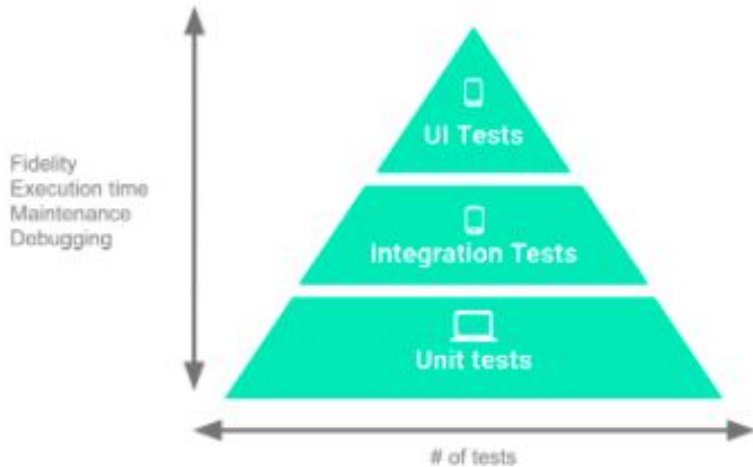 UI Tests
Fidelity
Execution time
Maintenance
Debugging
Integration Tests
Unit tests
# of tests